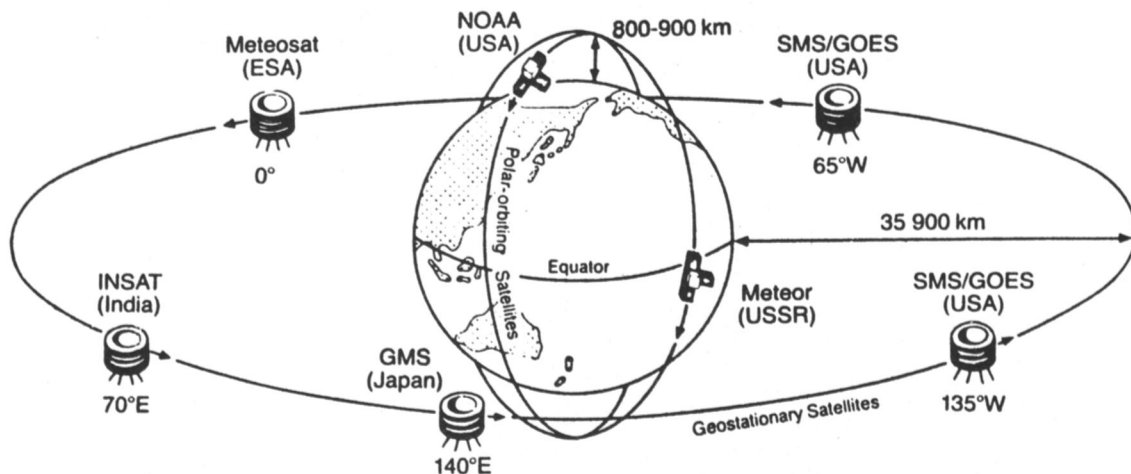 NOAA
(USA)
800-900 km
Meteosat
(ESA)
SMS/GOES
(USA)
0°
65°W
Polar-orbiting
Satellites
35 900 km
Equator
INSAT
(India)
Meteor
(USSR)
SMS/GOES
(USA)
GMS
(Japan)
70°E
135°W
Geostationary Satellites
140°E